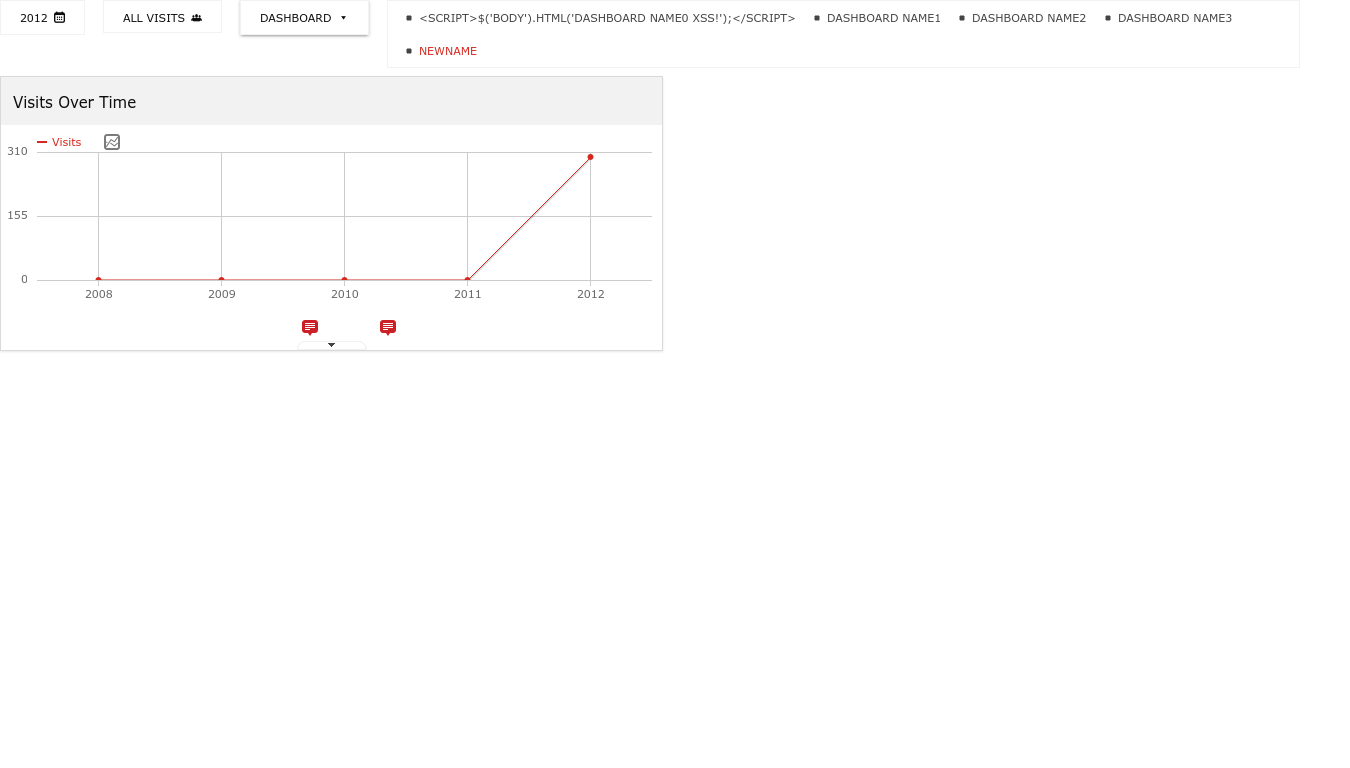 2012
ALL VISITS
DASHBOARD
<SCRIPT>$('BODY').HTML('DASHBOARD NAME0 XSS!');</SCRIPT>
DASHBOARD NAME1
DASHBOARD NAME2
DASHBOARD NAME3
NEWNAME
Visits Over Time
Visits
310
155
0
2008 2009 2010 2011 2012